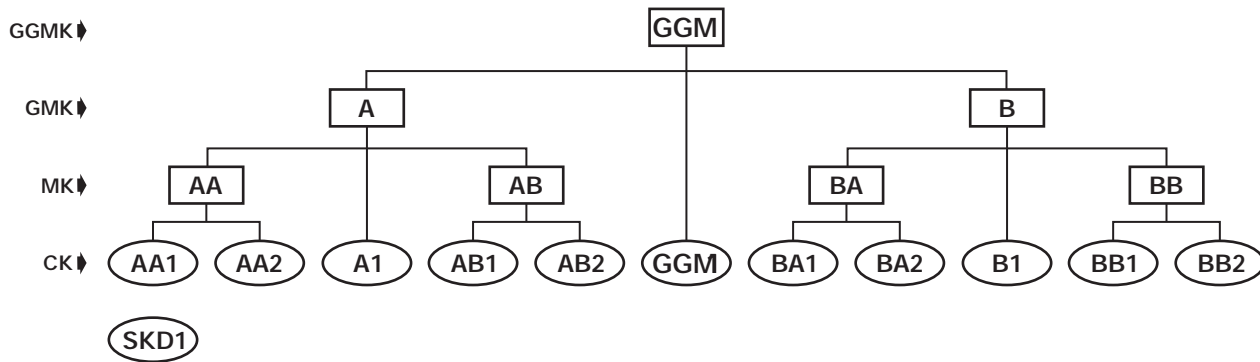 GGMK GGM
GMK A B
MK AA AB BA BB
CK AA1 AA2 A1 AB1 AB2 GGM1 BA1 BA2 B1 BB1 BB2
SKD1